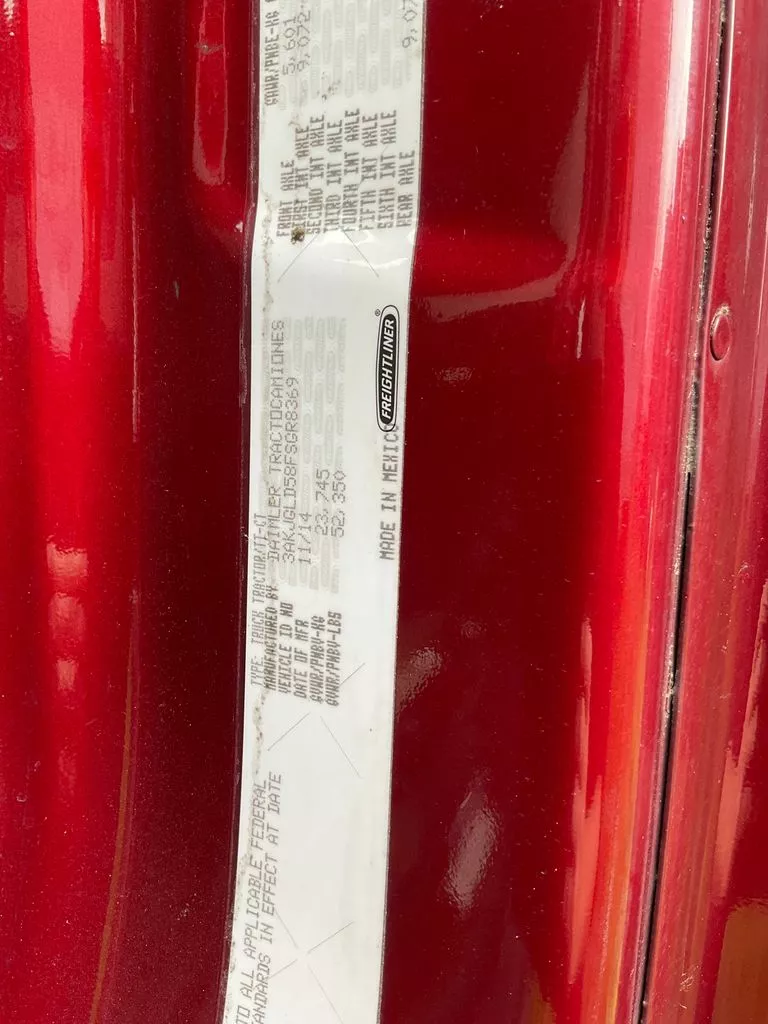 TO ALL APPLICABLE FEDERAL
IN EFFECT AT DATE
TYPE: TRUCK TRACTOR/TT-CT
MANUFACTURED BY DAIMLER TRACTOCAMIONES
VEHICLE ID NO 3AKJGLD58FSGR8369
DATE OF MFR 11/14
GVWR/PNBV-KG 23,745
GVWR/PNBV-LBS 52,350
MADE IN MEXICO
FREIGHTLINER®
GAWR/PNBE-KG
FRONT AXLE 5,601
FIRST INT AXLE 9,072
SECOND INT AXLE
THIRD INT AXLE
FOURTH INT AXLE
FIFTH INT AXLE
SIXTH INT AXLE
REAR AXLE